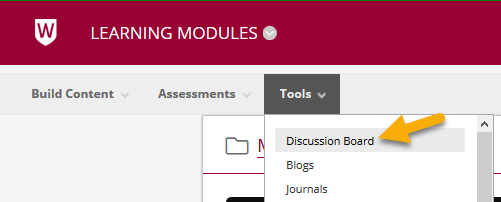 W
LEARNING MODULES
Build Content Assessments Tools
Discussion Board
Blogs
Journals